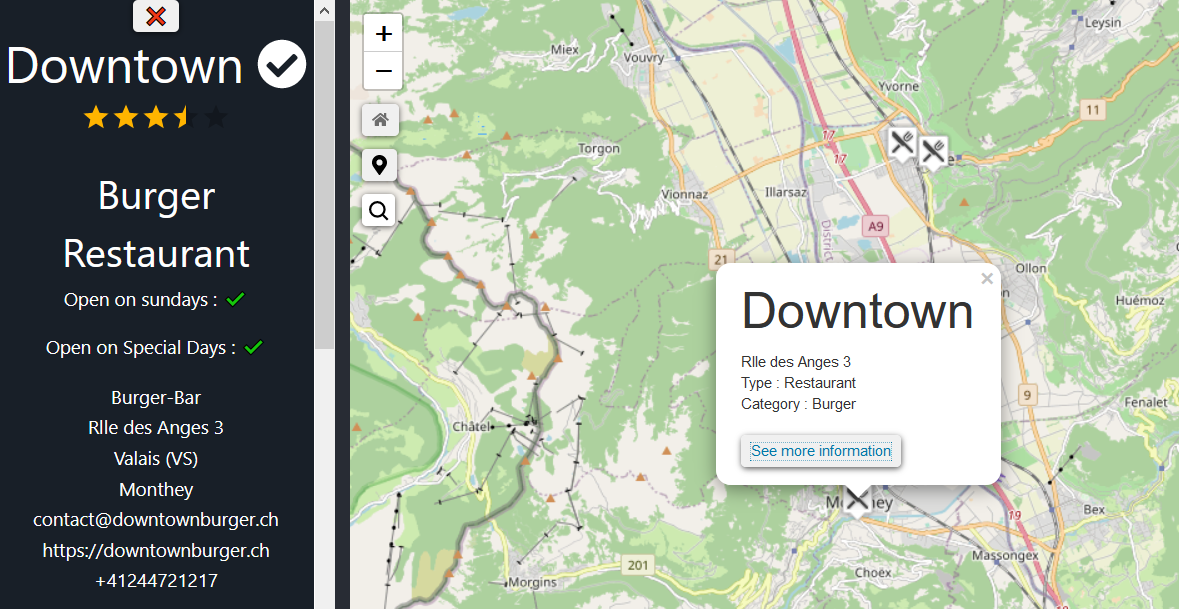 Downtown
Burger
Restaurant
Open on sundays :
Open on Special Days :
Burger-Bar
Rlle des Anges 3
Valais (VS)
Monthey
contact@downtownburger.ch
https://downtownburger.ch
+41244721217
+
−
Leysin
Miex
Vouvry
Yvorne
11
17
17
Torgon
Vionnaz
Illarsaz
A9
District
21
Ollon
Huémoz
×
Downtown
Rlle des Anges 3
Type : Restaurant
Category : Burger
See more information
9
Fenalet
Châtel
Bex
19
Massongex
Choëx
201
Morgins